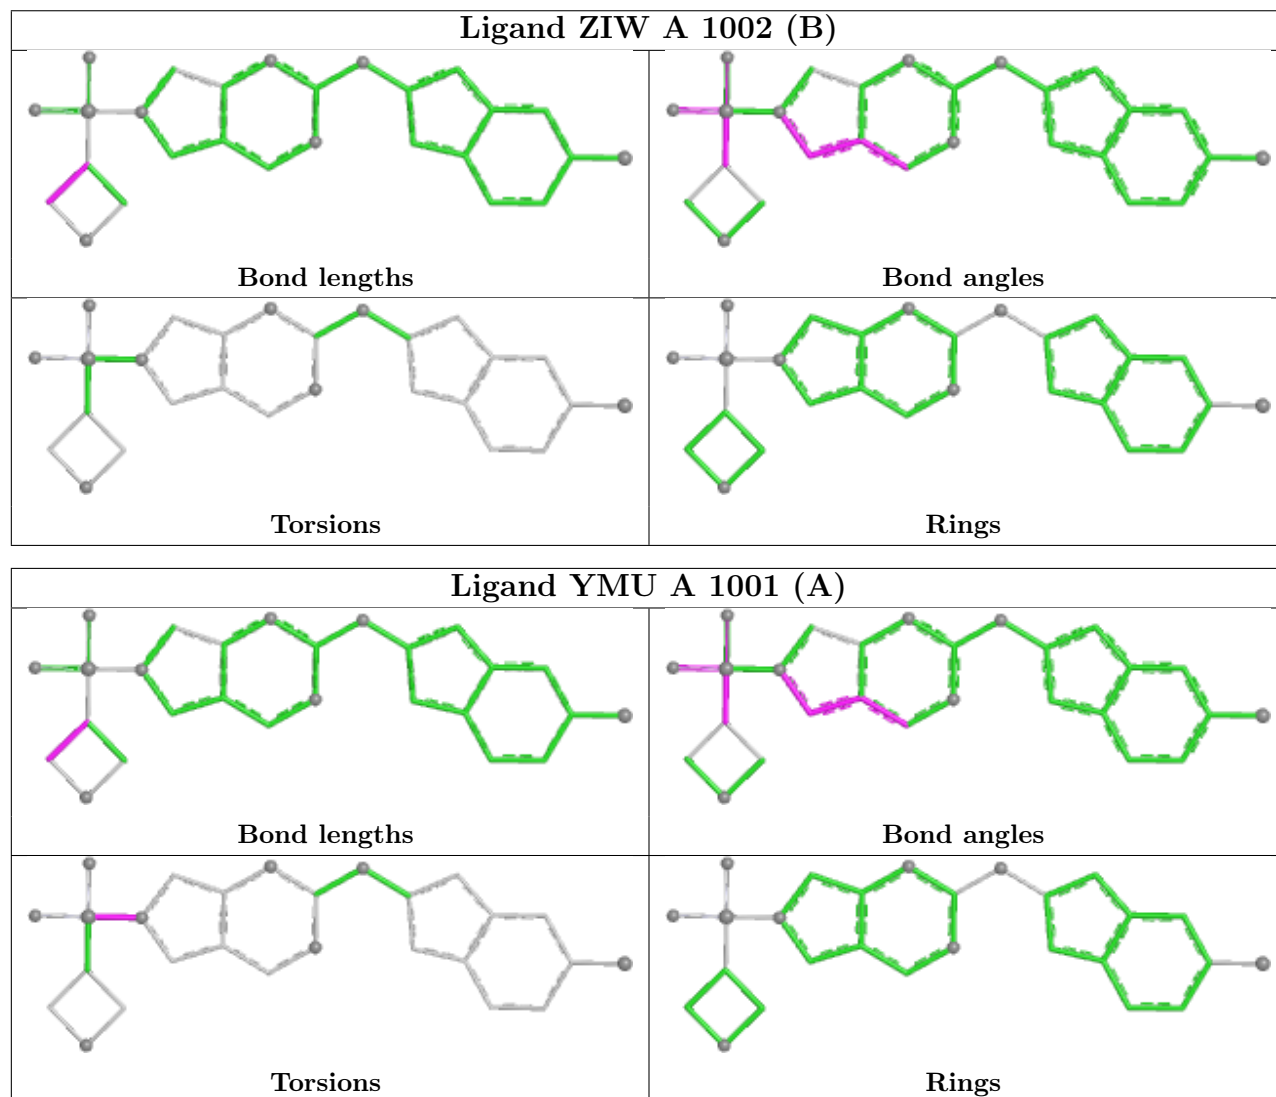 Ligand ZIW A 1002 (B)
Bond lengths
Bond angles
Torsions
Rings
Ligand YMU A 1001 (A)
Bond lengths
Bond angles
Torsions
Rings